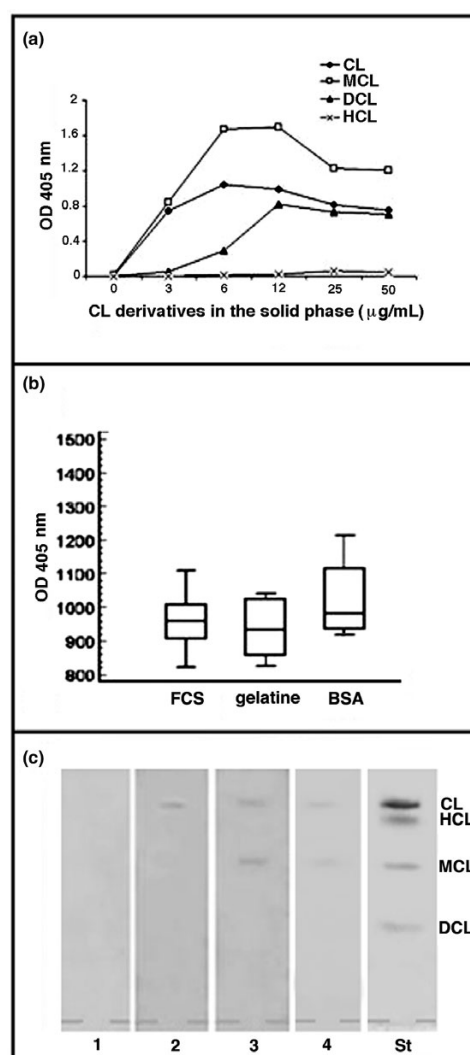 (a)
CL
MCL
DCL
HCL
2
1.6
1.2
0.8
0.4
0
OD 405 nm
0 3 6 12 25 50
CL derivatives in the solid phase (μg/mL)
(b)
1500
1400
1300
1200
1100
1000
900
800
OD 405 nm
FCS gelatine BSA
(c)
CL
HCL
MCL
DCL
1 2 3 4 St